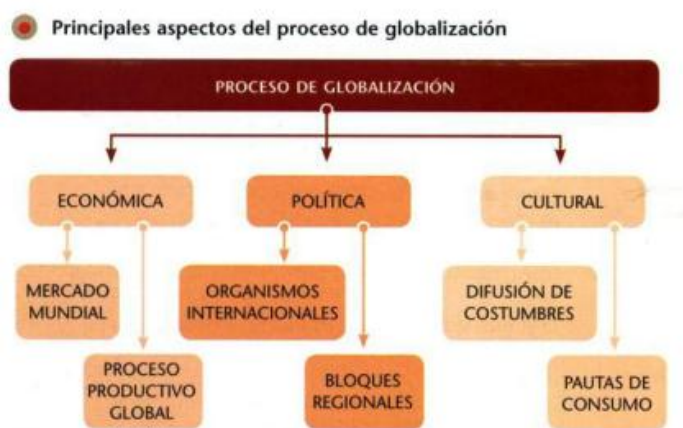 Principales aspectos del proceso de globalización
PROCESO DE GLOBALIZACIÓN
ECONÓMICA
POLÍTICA
CULTURAL
MERCADO
MUNDIAL
ORGANISMOS
INTERNACIONALES
DIFUSIÓN DE
COSTUMBRES
PROCESO
PRODUCTIVO
GLOBAL
BLOQUES
REGIONALES
PAUTAS DE
CONSUMO